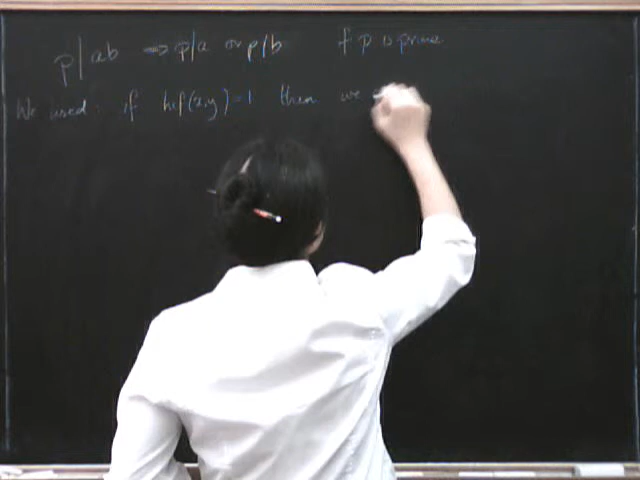 p|ab ⇒ p|a or p|b if p is prime
We used: if hcf(x,y)=1 then we